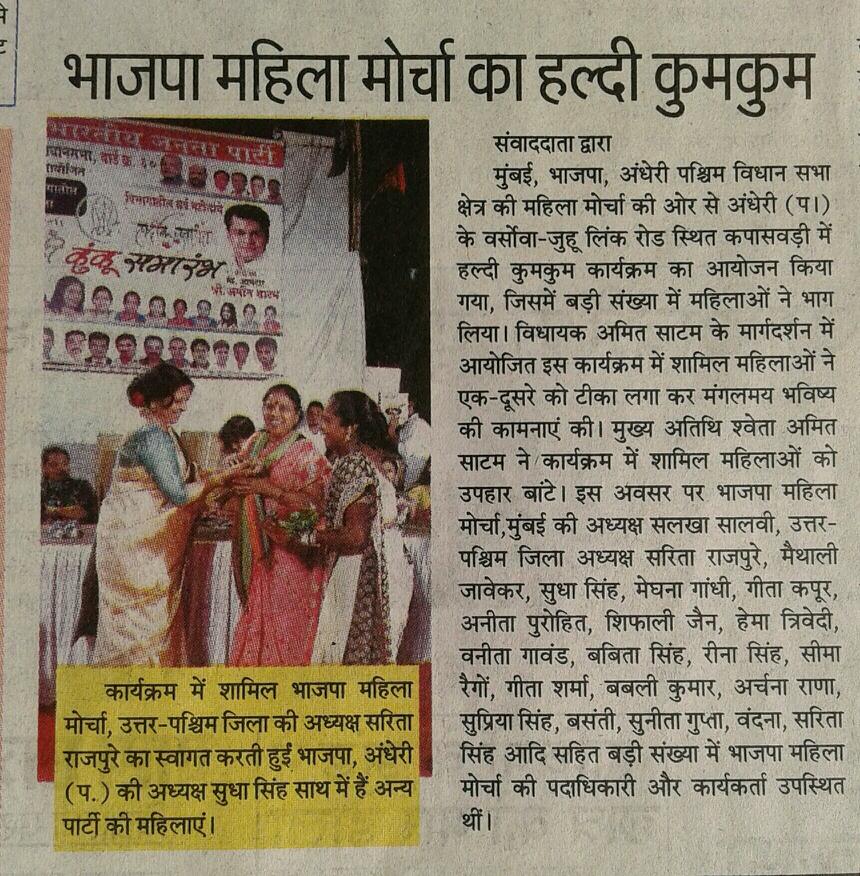 भाजपा महिला मोर्चा का हल्दी कुमकुम
भारतीय जनता पार्टी
कुंकू समारंभ
संवाददाता द्वारा
मुंबई, भाजपा, अंधेरी पश्चिम विधान सभा
क्षेत्र की महिला मोर्चा की ओर से अंधेरी (प।)
के वर्सोवा-जुहू लिंक रोड स्थित कपासवड़ी में
हल्दी कुमकुम कार्यक्रम का आयोजन किया
गया, जिसमें बड़ी संख्या में महिलाओं ने भाग
लिया। विधायक अमित साटम के मार्गदर्शन में
आयोजित इस कार्यक्रम में शामिल महिलाओं ने
एक-दूसरे को टीका लगा कर मंगलमय भविष्य
की कामनाएं की। मुख्य अतिथि श्वेता अमित
साटम ने कार्यक्रम में शामिल महिलाओं को
उपहार बांटे। इस अवसर पर भाजपा महिला
मोर्चा,मुंबई की अध्यक्ष सलखा सालवी, उत्तर-
पश्चिम जिला अध्यक्ष सरिता राजपुरे, मैथाली
जावेकर, सुधा सिंह, मेघना गांधी, गीता कपूर,
अनीता पुरोहित, शिफाली जैन, हेमा त्रिवेदी,
वनीता गावंड, बबिता सिंह, रीना सिंह, सीमा
रैगों, गीता शर्मा, बबली कुमार, अर्चना राणा,
सुप्रिया सिंह, बसंती, सुनीता गुप्ता, वंदना, सरिता
सिंह आदि सहित बड़ी संख्या में भाजपा महिला
मोर्चा की पदाधिकारी और कार्यकर्ता उपस्थित
थीं।
कार्यक्रम में शामिल भाजपा महिला
मोर्चा, उत्तर-पश्चिम जिला की अध्यक्ष सरिता
राजपुरे का स्वागत करती हुईं भाजपा, अंधेरी
(प.) की अध्यक्ष सुधा सिंह साथ में हैं अन्य
पार्टी की महिलाएं।